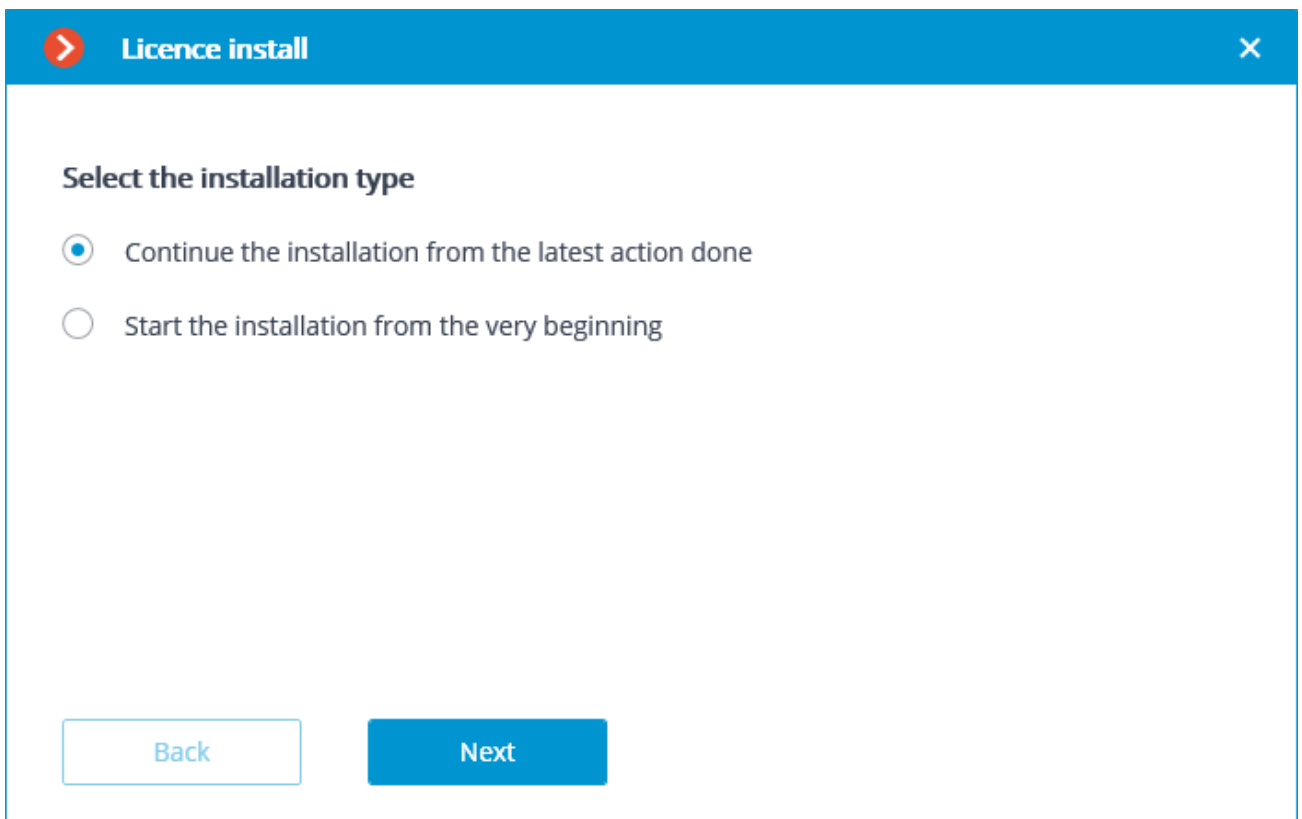 Licence install
Select the installation type
Continue the installation from the latest action done
Start the installation from the very beginning
Back
Next